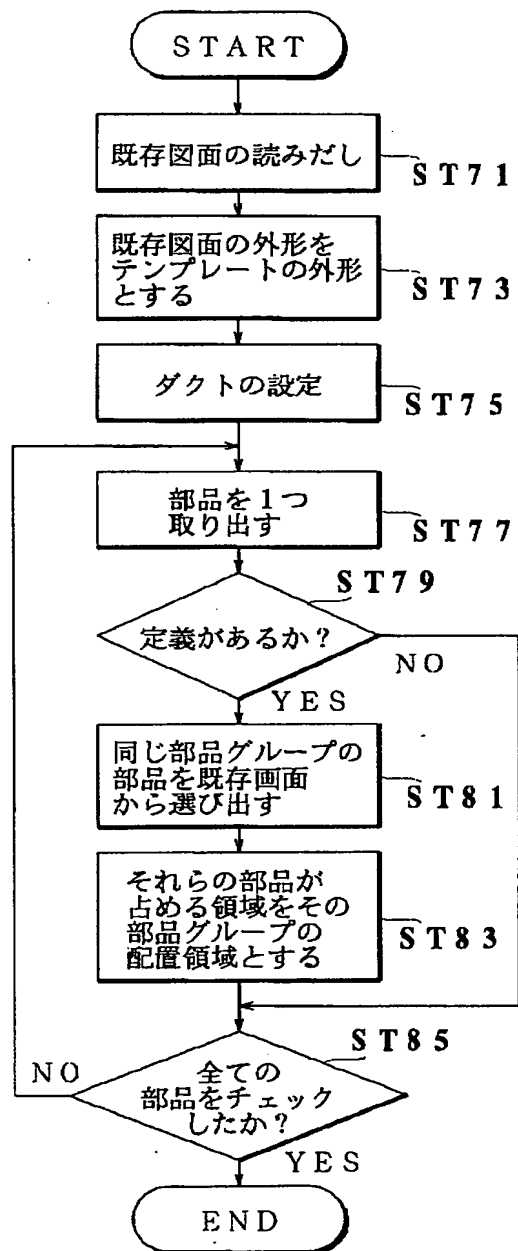 START
既存図面の読みだし
ST71
既存図面の外形を
テンプレートの外形
とする
ST73
ダクトの設定
ST75
部品を1つ
取り出す
ST77
ST79
定義があるか?
NO
YES
同じ部品グループの
部品を既存画面
から選び出す
ST81
それらの部品が
占める領域をその
部品グループの
配置領域とする
ST83
ST85
NO
全ての
部品をチェック
したか?
YES
END